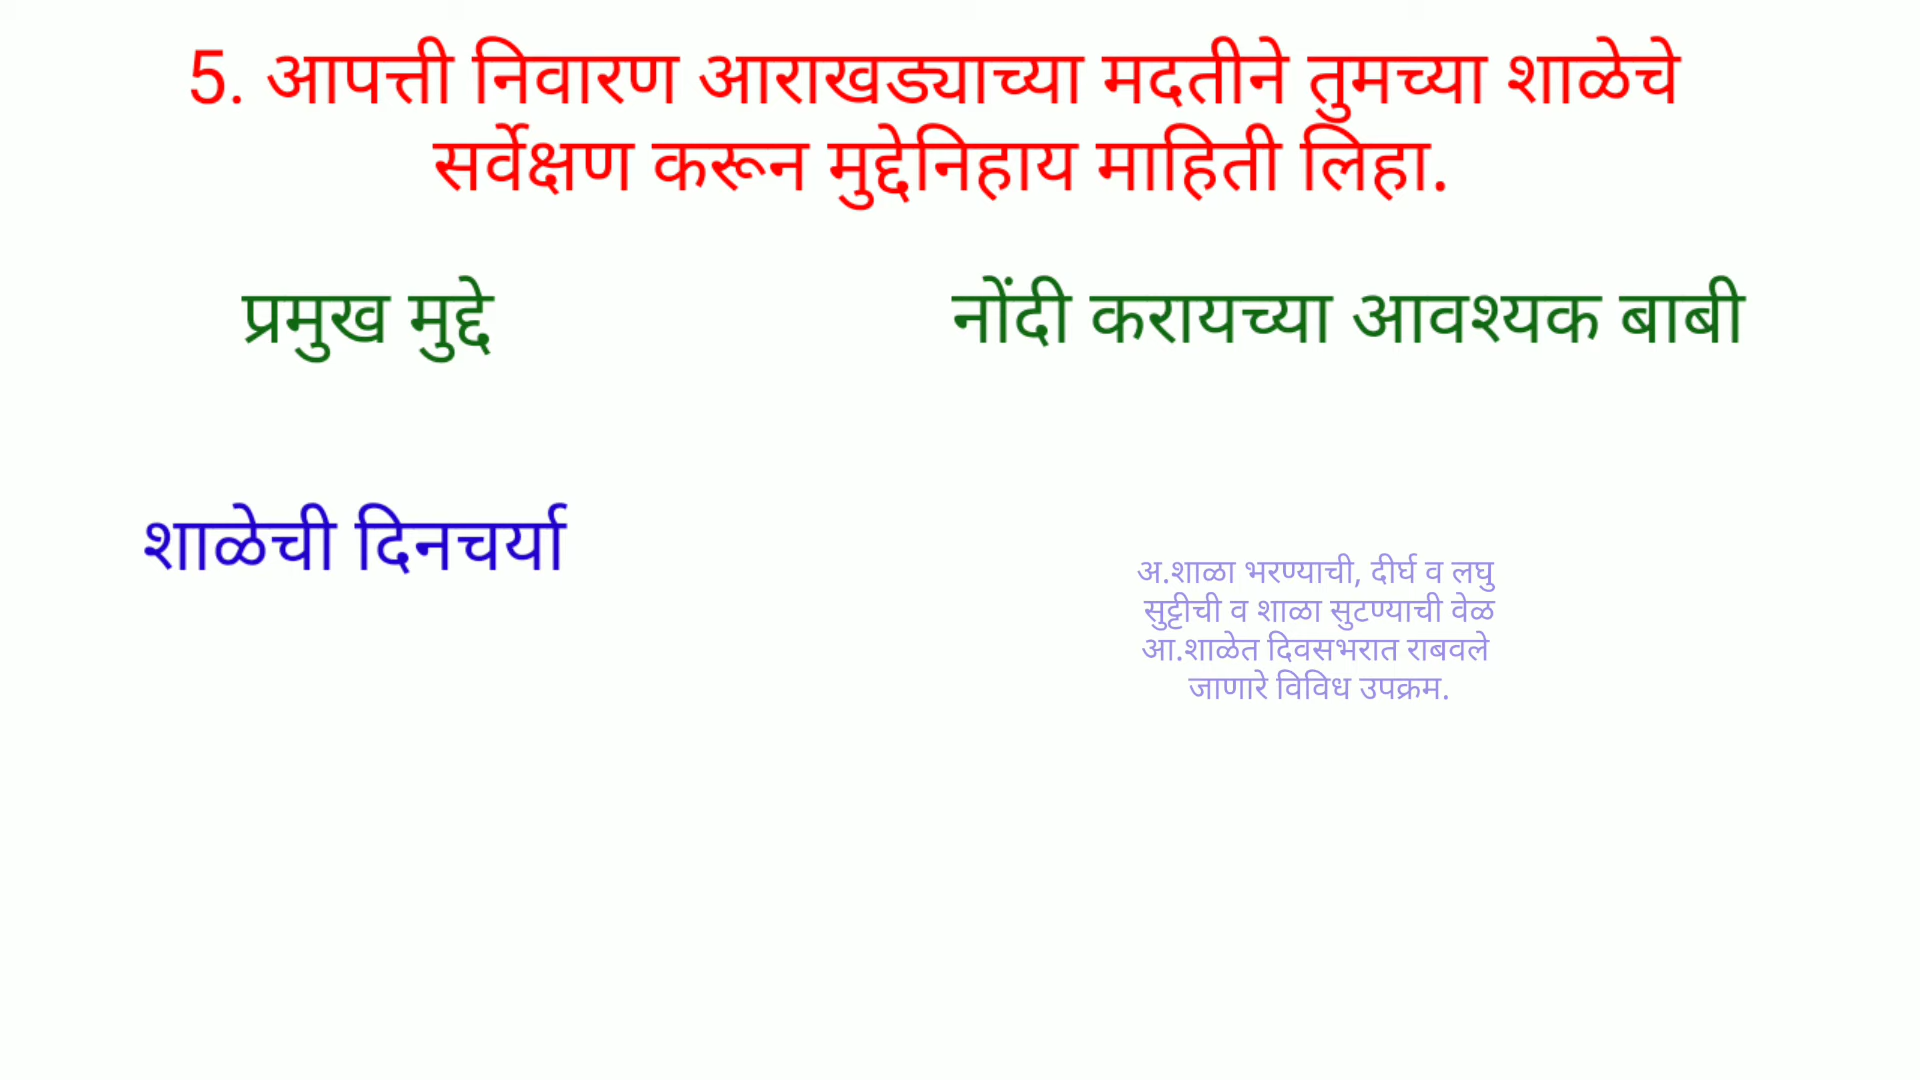 5. आपत्ती निवारण आराखड्याच्या मदतीने तुमच्या शाळेचे
सर्वेक्षण करून मुद्देनिहाय माहिती लिहा.
प्रमुख मुद्दे
नोंदी करायच्या आवश्यक बाबी
शाळेची दिनचर्या
अ.शाळा भरण्याची, दीर्घ व लघु
सुट्टीची व शाळा सुटण्याची वेळ
आ.शाळेत दिवसभरात राबवले
जाणारे विविध उपक्रम.